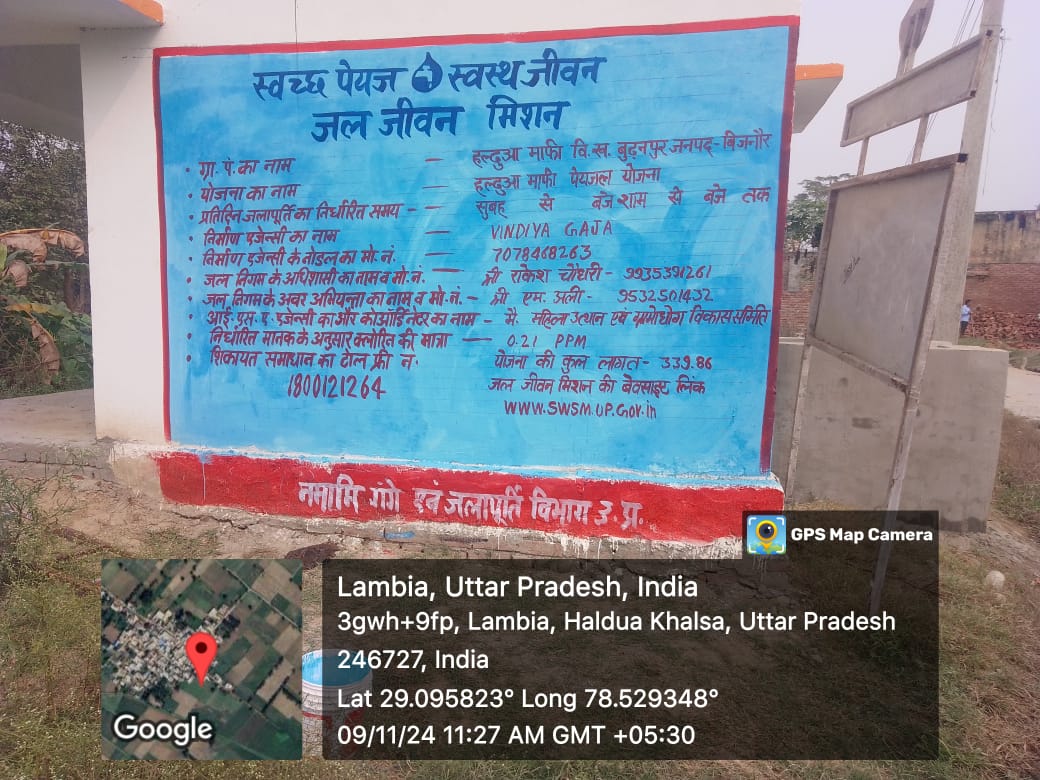 स्वच्छ पेयज स्वस्थ जीवन
जल जीवन मिशन
• ग्रा. पं. का नाम — हल्दुआ माफी वि.ख. बुढ़नपुर जनपद-बिजनौर
• योजना का नाम — हल्दुआ माफी पेयजल योजना
• प्रतिदिन जलापूर्ति का निर्धारित समय - — सुबह से बजे शाम से बजे तक
• निर्माण एजेन्सी का नाम — VINDIYA GAJA
• निर्माण एजेन्सी के नोडल का मो. नं. — 7078468263
• जल निगम के अधिशासी का नाम व मो. नं. — श्री राकेश चौधरी - 9935391261
• जल निगम के अवर अभियन्ता का नाम व मो. नं. - श्री एम. अली - 9532501432
• आई. एस. ए. एजेन्सी का और कोऑर्डिनेटर का नाम - मै. महिला उत्थान एवं ग्रामोधोग विकास समिति
• निर्धारित मानक के अनुसार क्लोरिन की मात्रा — 0.21 PPM
• शिकायत समाधान का टोल फ्री नं. योजना की कुल लागत - 339.86
1800121264 जल जीवन मिशन की बैवसाइट लिंक
WWW.SWSM.UP.Gov.in
नमामि गंगे एवं जलापूर्ति विभाग उ.प्र.
GPS Map Camera
Lambia, Uttar Pradesh, India
3gwh+9fp, Lambia, Haldua Khalsa, Uttar Pradesh
246727, India
Lat 29.095823° Long 78.529348°
09/11/24 11:27 AM GMT +05:30
Google